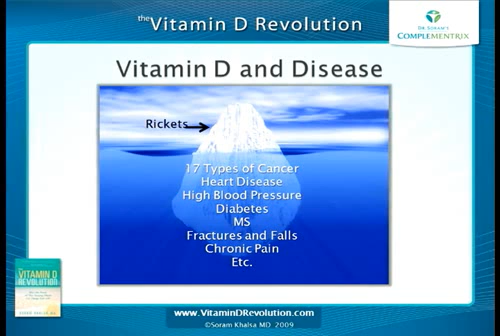 the Vitamin D Revolution
DR SORAM'S
COMPLEMENTRIX
Vitamin D and Disease
Rickets
17 Types of Cancer
Heart Disease
High Blood Pressure
Diabetes
MS
Fractures and Falls
Chronic Pain
Etc.
VITAMIN D
REVOLUTION
www.VitaminDRevolution.com
©Soram Khalsa MD 2009